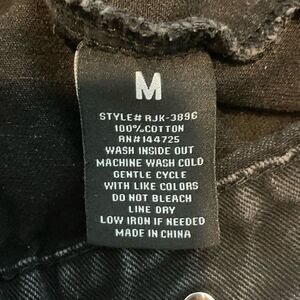 M
STYLE# RJK-3896
100% COTTON
RN#144725
WASH INSIDE OUT
MACHINE WASH COLD
GENTLE CYCLE
WITH LIKE COLORS
DO NOT BLEACH
LINE DRY
LOW IRON IF NEEDED
MADE IN CHINA